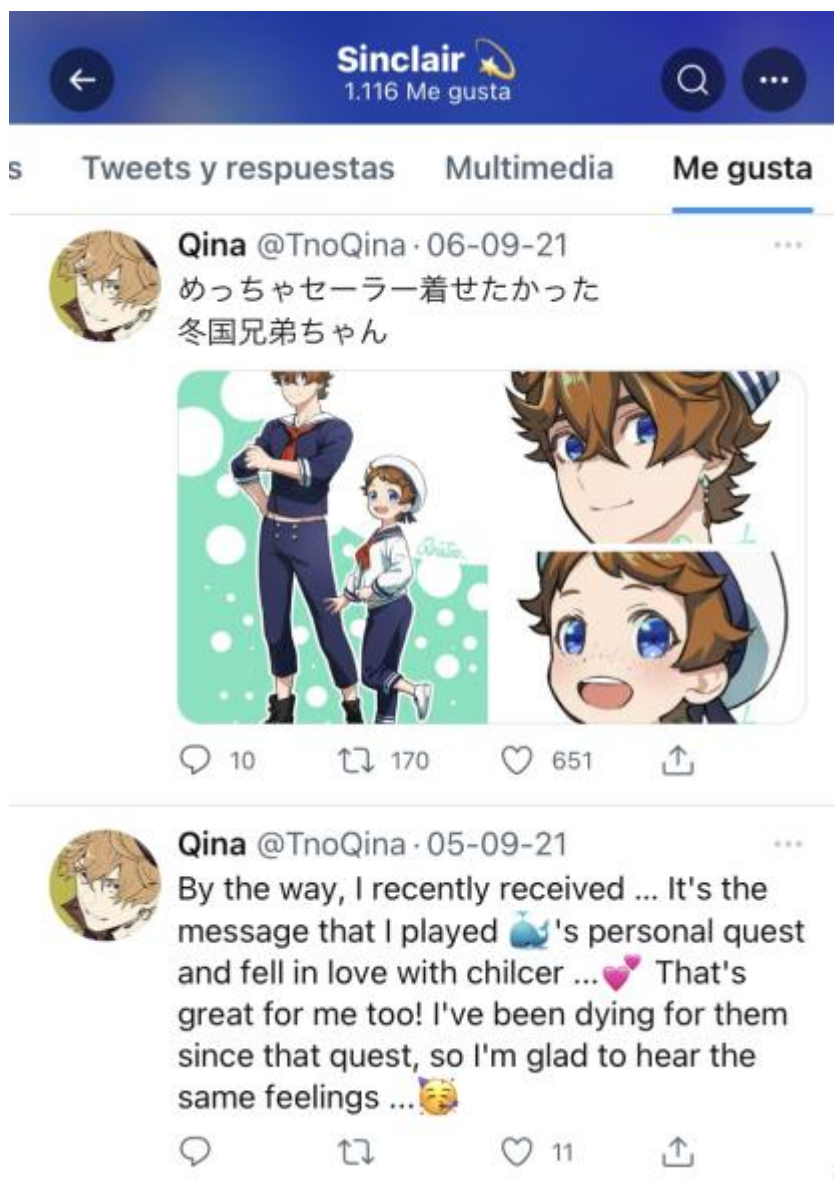 Sinclair 💫
1.116 Me gusta
s Tweets y respuestas Multimedia Me gusta
Qina @TnoQina · 06-09-21
めっちゃセーラー着せたかった
冬国兄弟ちゃん
10 170 651
Qina @TnoQina · 05-09-21
By the way, I recently received ... It's the
message that I played 🐳's personal quest
and fell in love with chilcer ...💕 That's
great for me too! I've been dying for them
since that quest, so I'm glad to hear the
same feelings ...🥳
11